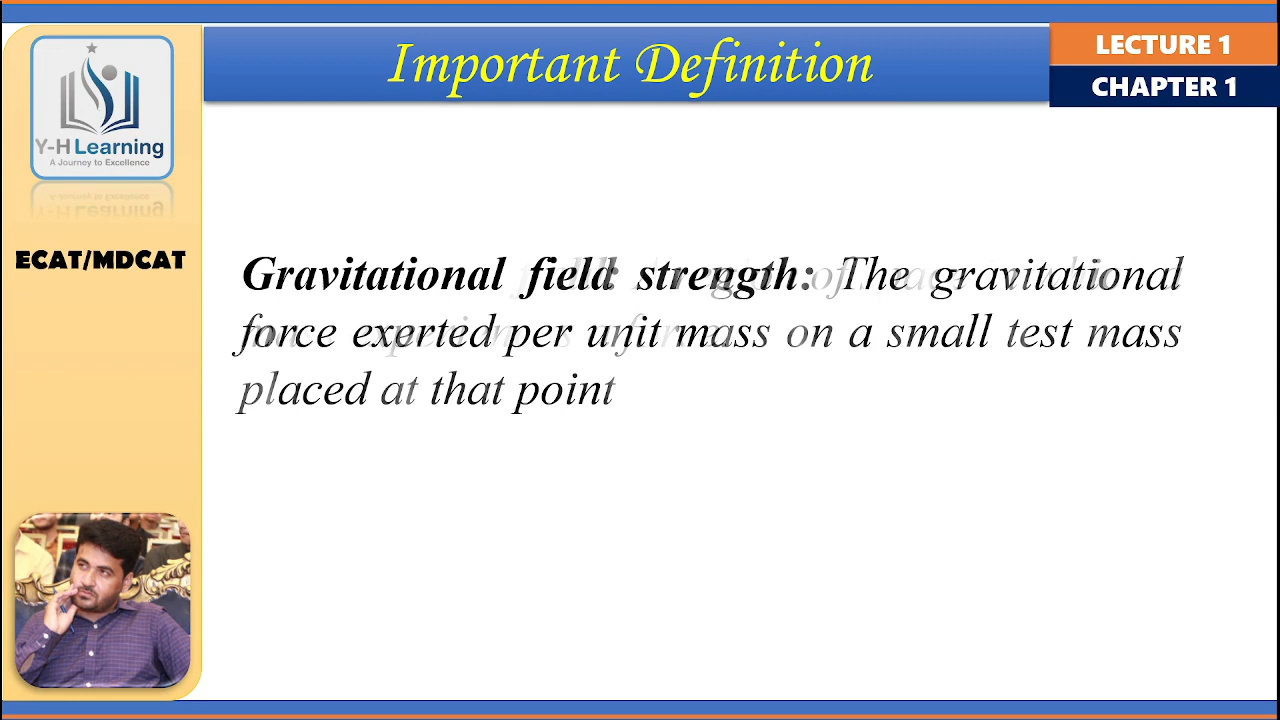 Important Definition
LECTURE 1
CHAPTER 1
Y-H Learning
A Journey to Excellence
ECAT/MDCAT
Gravitational field strength: The gravitational
force exerted per unit mass on a small test mass
placed at that point